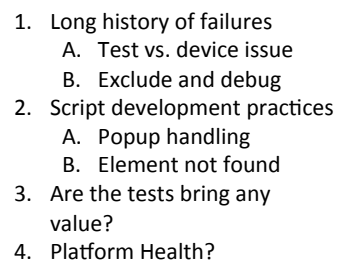 1. Long history of failures
A. Test vs. device issue
B. Exclude and debug
2. Script development practices
A. Popup handling
B. Element not found
3. Are the tests bring any
value?
4. Platform Health?